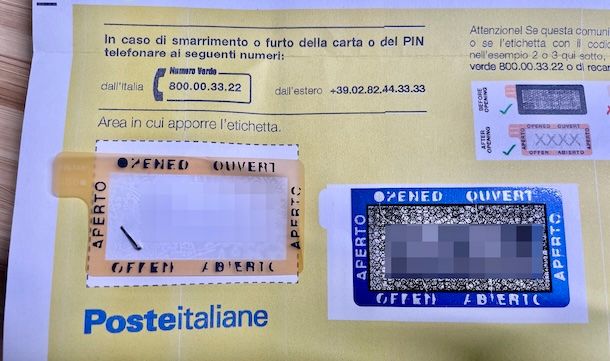 In caso di smarrimento o furto della carta o del PIN
telefonare ai seguenti numeri:
dall'Italia
Numero Verde
800.00.33.22
dall'estero +39.02.82.44.33.33
Area in cui apporre l'etichetta.
Attenzione! Se questa comuni
o se l'etichetta con il codic
nell'esempio 2 o 3 qui sotto,
verde 800.00.33.22 o di recar
BEFORE
OPENING
AFTER
OPENING
OPENED OUVERT
XXXX
OFFEN ABIERTO
OPENED OUVERT
APERTO
APERTO
OFFEN ABIERTO
OPENED OUVERT
APERTO
APERTO
OFFEN ABIERTO
Posteitaliane